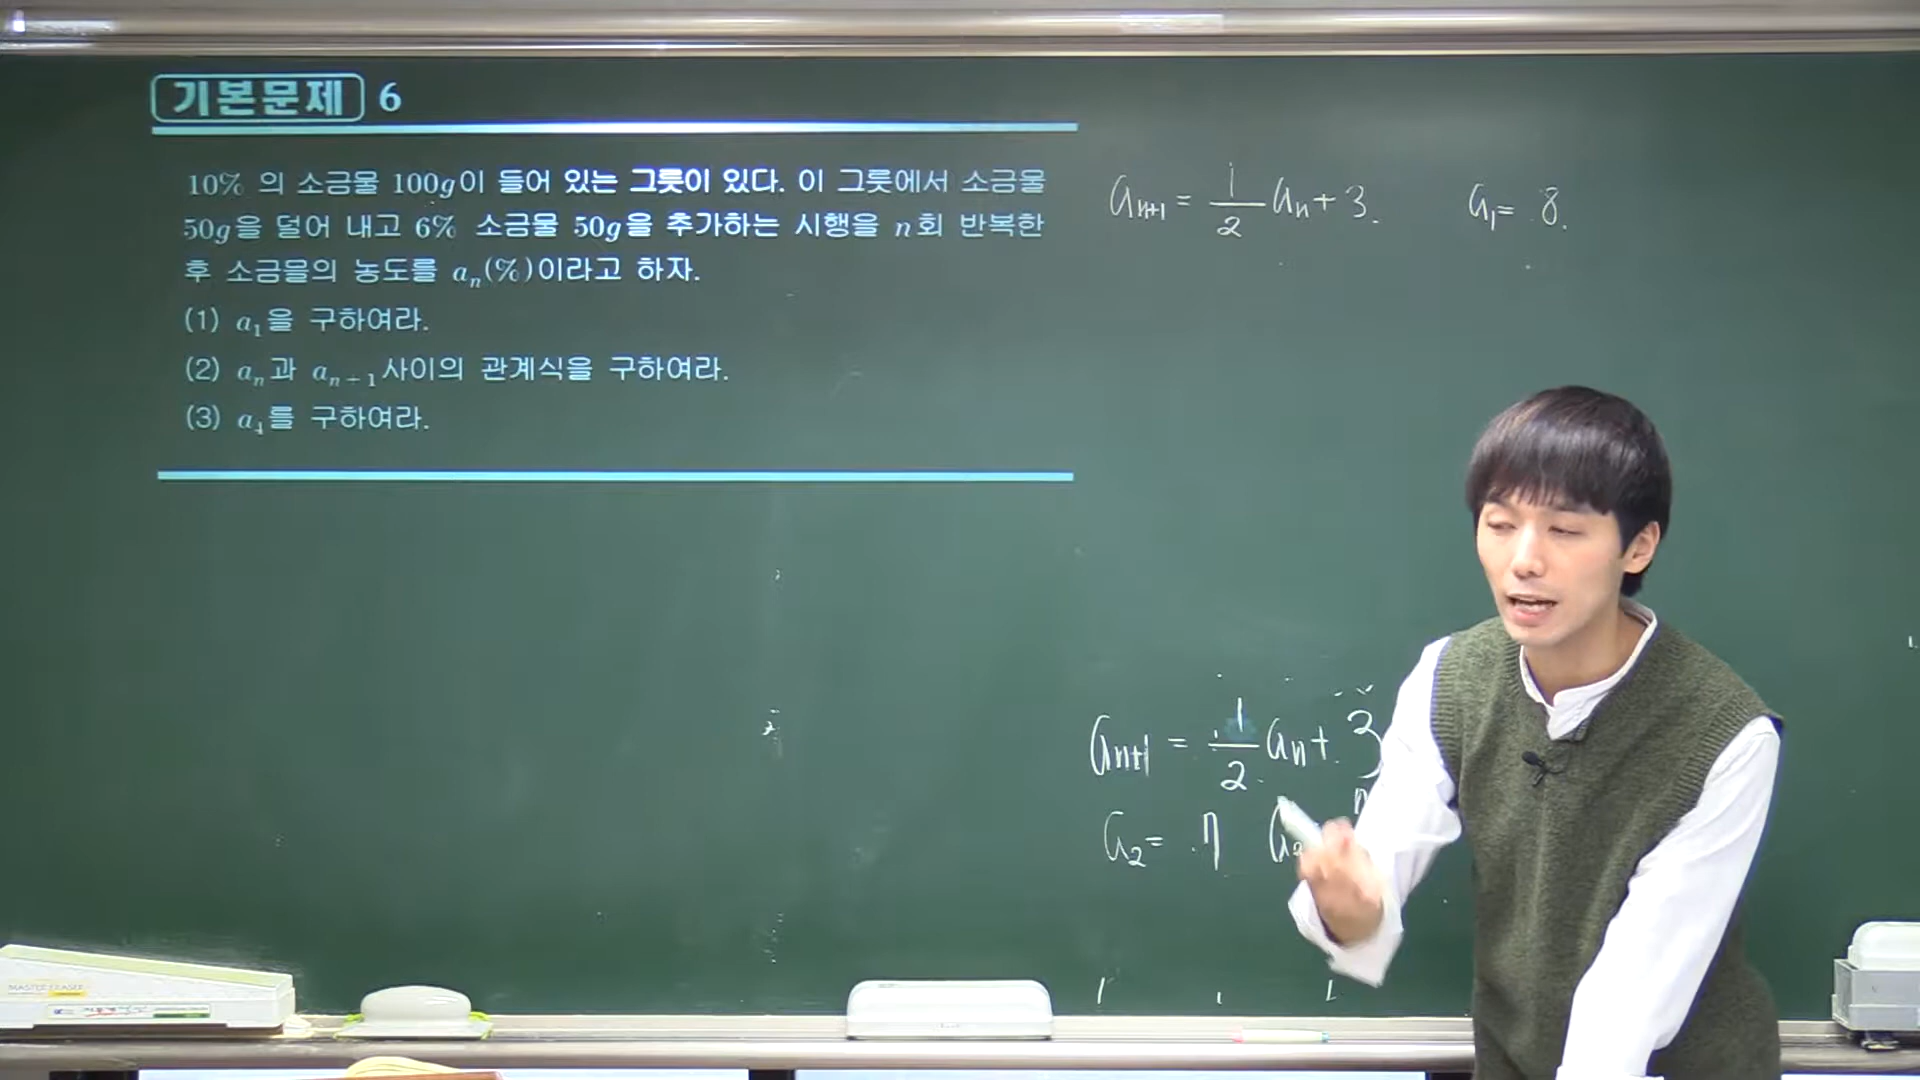 기본문제 6
10% 의 소금물 100g이 들어 있는 그릇이 있다. 이 그릇에서 소금물
50g을 덜어 내고 6% 소금물 50g을 추가하는 시행을 n회 반복한
후 소금물의 농도를 aₙ(%)이라고 하자.
(1) a₁을 구하여라.
(2) aₙ과 aₙ₊₁사이의 관계식을 구하여라.
(3) a₄를 구하여라.
aₙ₊₁ = 1/2 aₙ + 3. a₁ = 8.
aₙ₊₁ = 1/2 aₙ + 3
a₂ = 7
MASTER ERASER